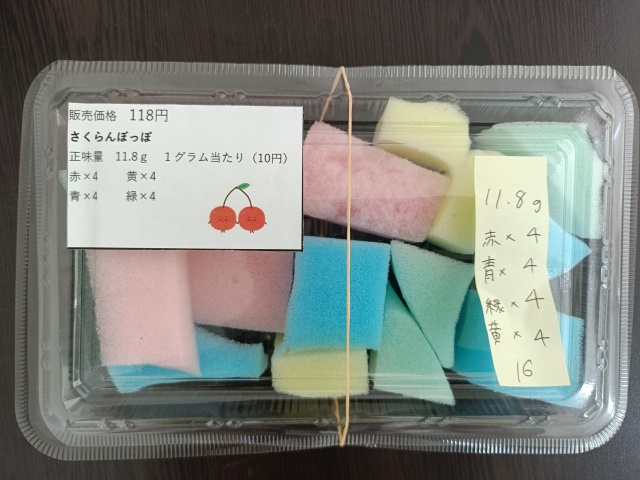 販売価格　118円
さくらんぼっぼ
正味量　11.8ｇ　１グラム当たり（10円）
赤×4　　黄×4
青×4　　緑×4
11.8g
赤×4
青×4
緑×4
黄×4
16